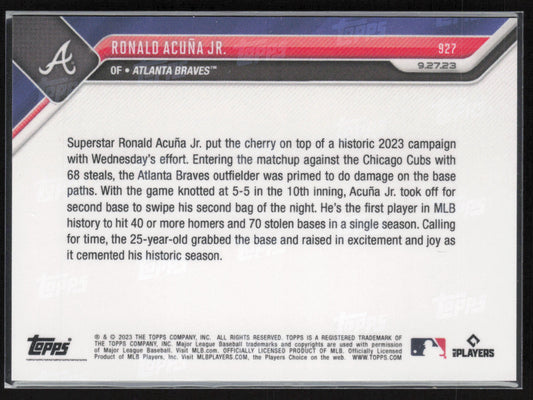 RONALD ACUÑA JR.
927
A
OF • ATLANTA BRAVES™
9.27.23
Superstar Ronald Acuña Jr. put the cherry on top of a historic 2023 campaign
with Wednesday's effort. Entering the matchup against the Chicago Cubs with
68 steals, the Atlanta Braves outfielder was primed to do damage on the base
paths. With the game knotted at 5-5 in the 10th inning, Acuña Jr. took off for
second base to swipe his second bag of the night. He's the first player in MLB
history to hit 40 or more homers and 70 stolen bases in a single season. Calling
for time, the 25-year-old grabbed the base and raised in excitement and joy as
it cemented his historic season.
Topps
® & © 2023 THE TOPPS COMPANY, INC. ALL RIGHTS RESERVED. TOPPS IS A REGISTERED TRADEMARK OF
THE TOPPS COMPANY, INC. Major League Baseball trademarks and copyrights are used with permission
of Major League Baseball. Visit MLB.com. OFFICIALLY LICENSED PRODUCT OF MLB. Officially Licensed
Product of MLB Players, Inc. Visit MLBPLAYERS.COM, the Players Choice on the web. WWW.TOPPS.COM
MLB PLAYERS